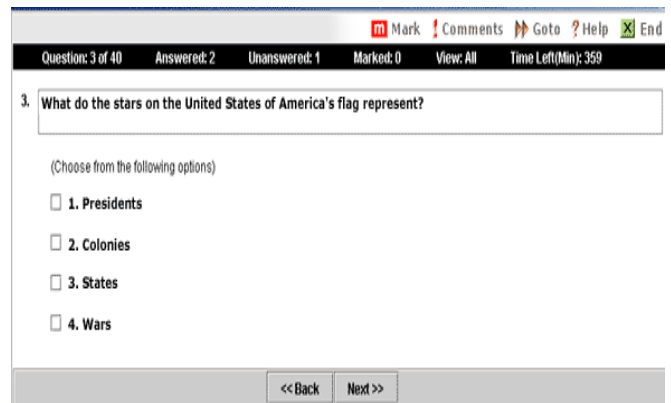 m Mark ! Comments Goto ? Help X End
Question: 3 of 40 Answered: 2 Unanswered: 1 Marked: 0 View: All Time Left(Min): 359
3. What do the stars on the United States of America's flag represent?
(Choose from the following options)
1. Presidents
2. Colonies
3. States
4. Wars
<< Back Next >>